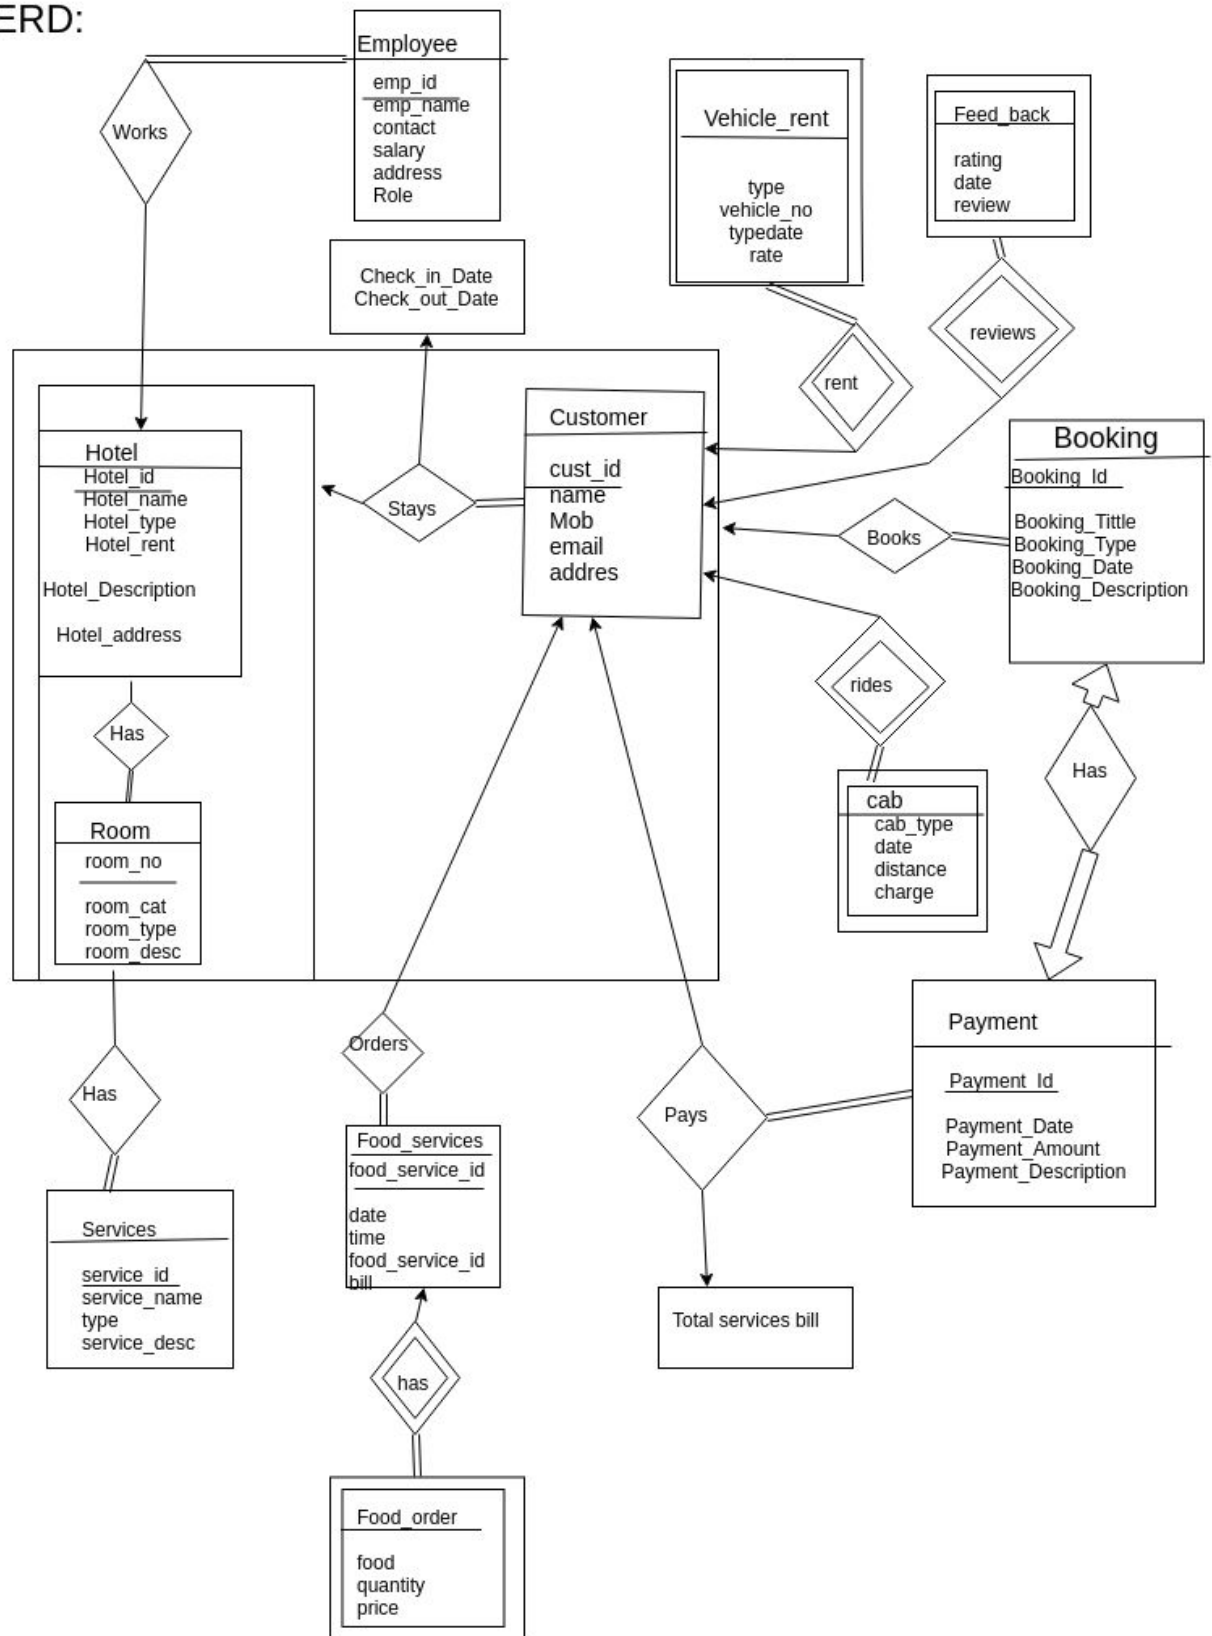 ERD:
Employee
emp_id
emp_name
contact
salary
address
Role
Works
Vehicle_rent
type
vehicle_no
typedate
rate
Feed_back
rating
date
review
Check_in_Date
Check_out_Date
reviews
rent
Customer
cust_id
name
Mob
email
addres
Hotel
Hotel_id
Hotel_name
Hotel_type
Hotel_rent
Hotel_Description
Hotel_address
Stays
Books
Booking
Booking_Id
Booking_Tittle
Booking_Type
Booking_Date
Booking_Description
rides
Has
Has
cab
cab_type
date
distance
charge
Room
room_no
room_cat
room_type
room_desc
Payment
Payment_Id
Payment_Date
Payment_Amount
Payment_Description
Orders
Has
Pays
Food_services
food_service_id
date
time
food_service_id
bill
Services
service_id
service_name
type
service_desc
Total services bill
has
Food_order
food
quantity
price